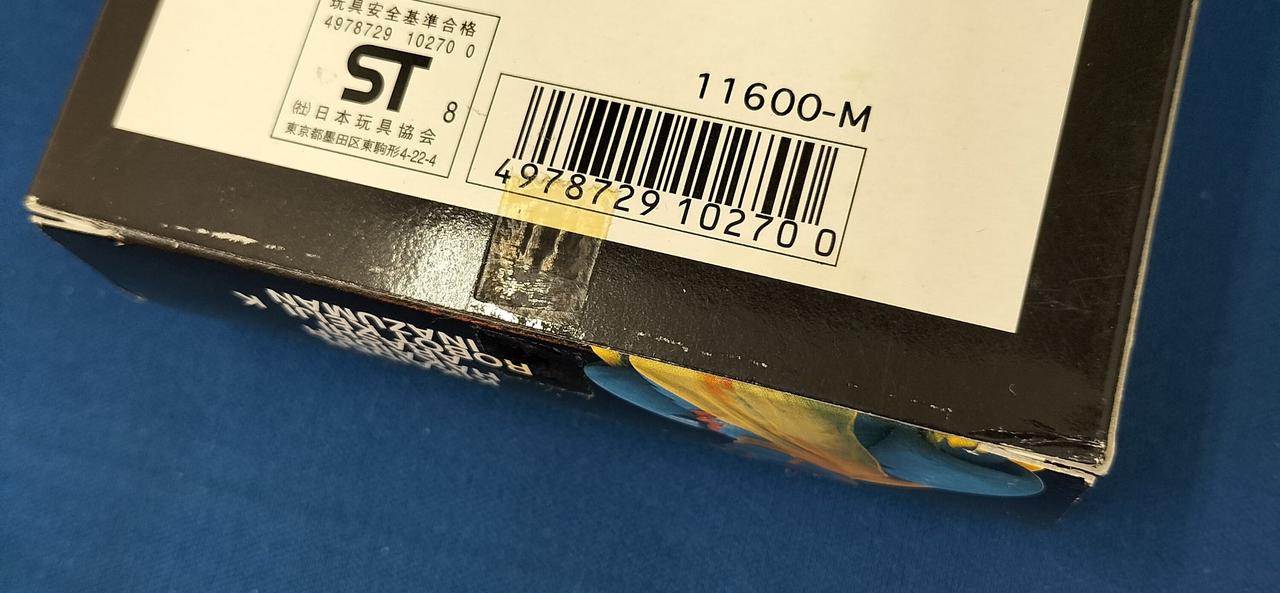 玩具安全基準合格
4978729 10270 0
ST
8
(社)日本玩具協会
東京都墨田区東駒形4-22-4
11600-M
4978729 10270 0
INAZUMAN